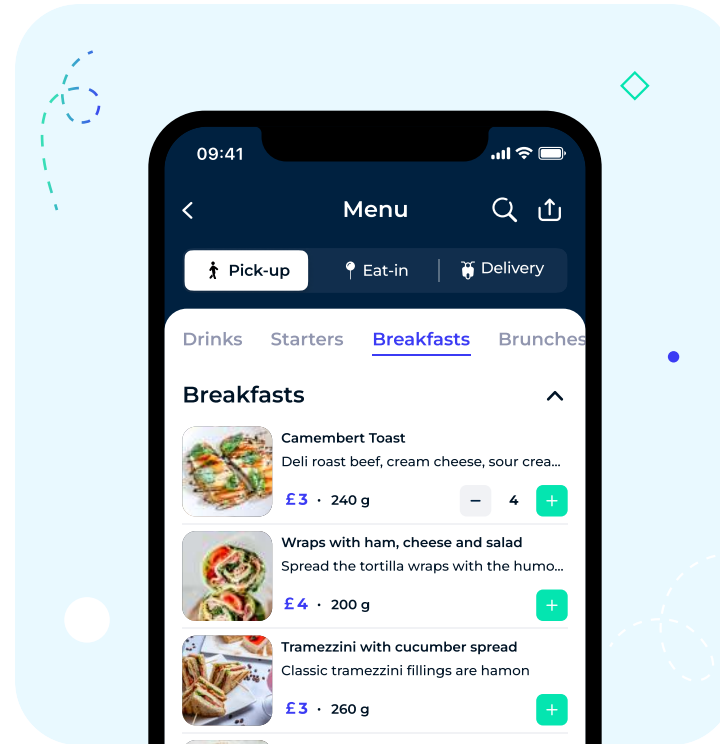 09:41
Menu
Pick-up Eat-in Delivery
Drinks Starters Breakfasts Brunches
Breakfasts
Camembert Toast
Deli roast beef, cream cheese, sour crea...
£3 · 240 g − 4 +
Wraps with ham, cheese and salad
Spread the tortilla wraps with the humo...
£4 · 200 g +
Tramezzini with cucumber spread
Classic tramezzini fillings are hamon
£3 · 260 g +